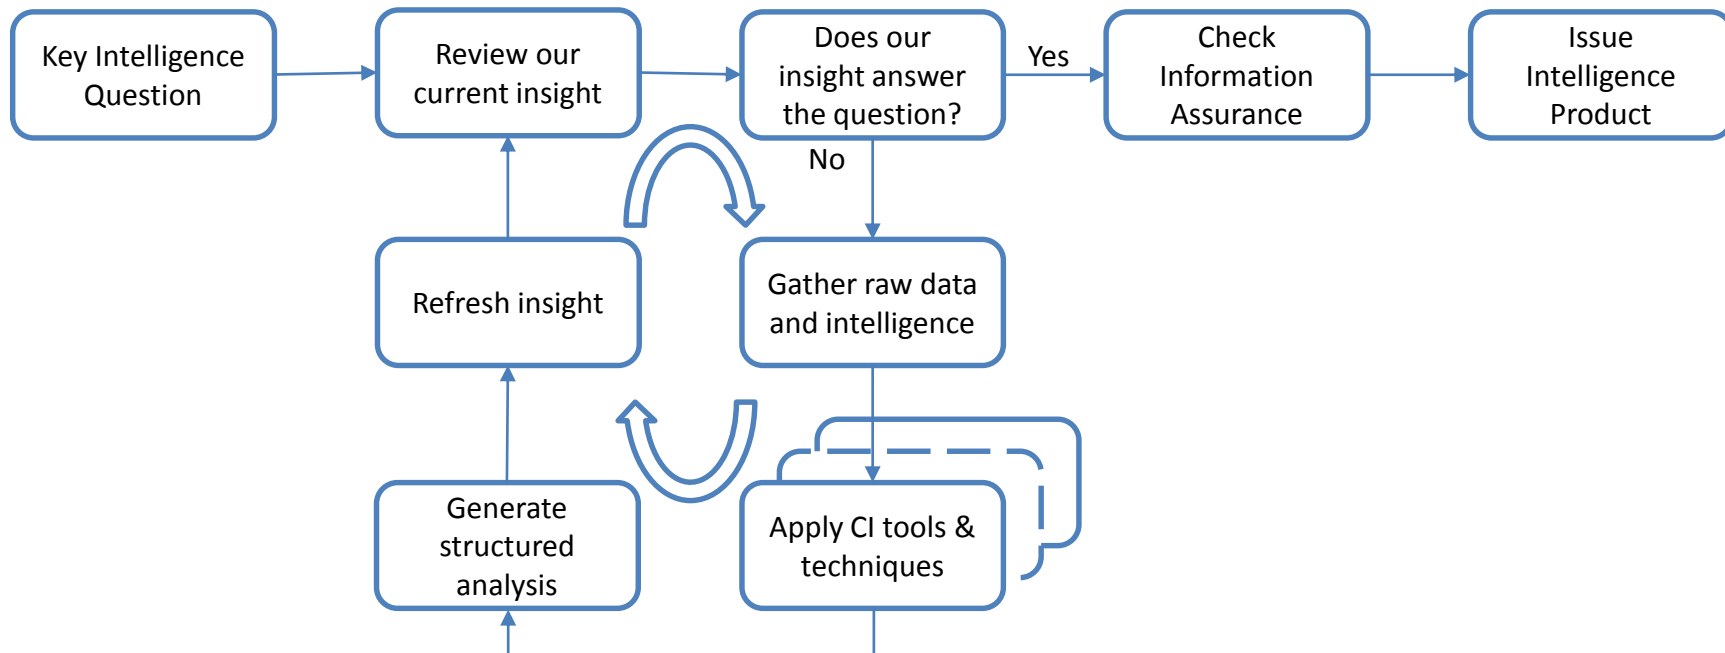 Key Intelligence
Question
Review our
current insight
Does our
insight answer
the question?
Yes
Check
Information
Assurance
Issue
Intelligence
Product
No
Refresh insight
Gather raw data
and intelligence
Generate
structured
analysis
Apply CI tools &
techniques